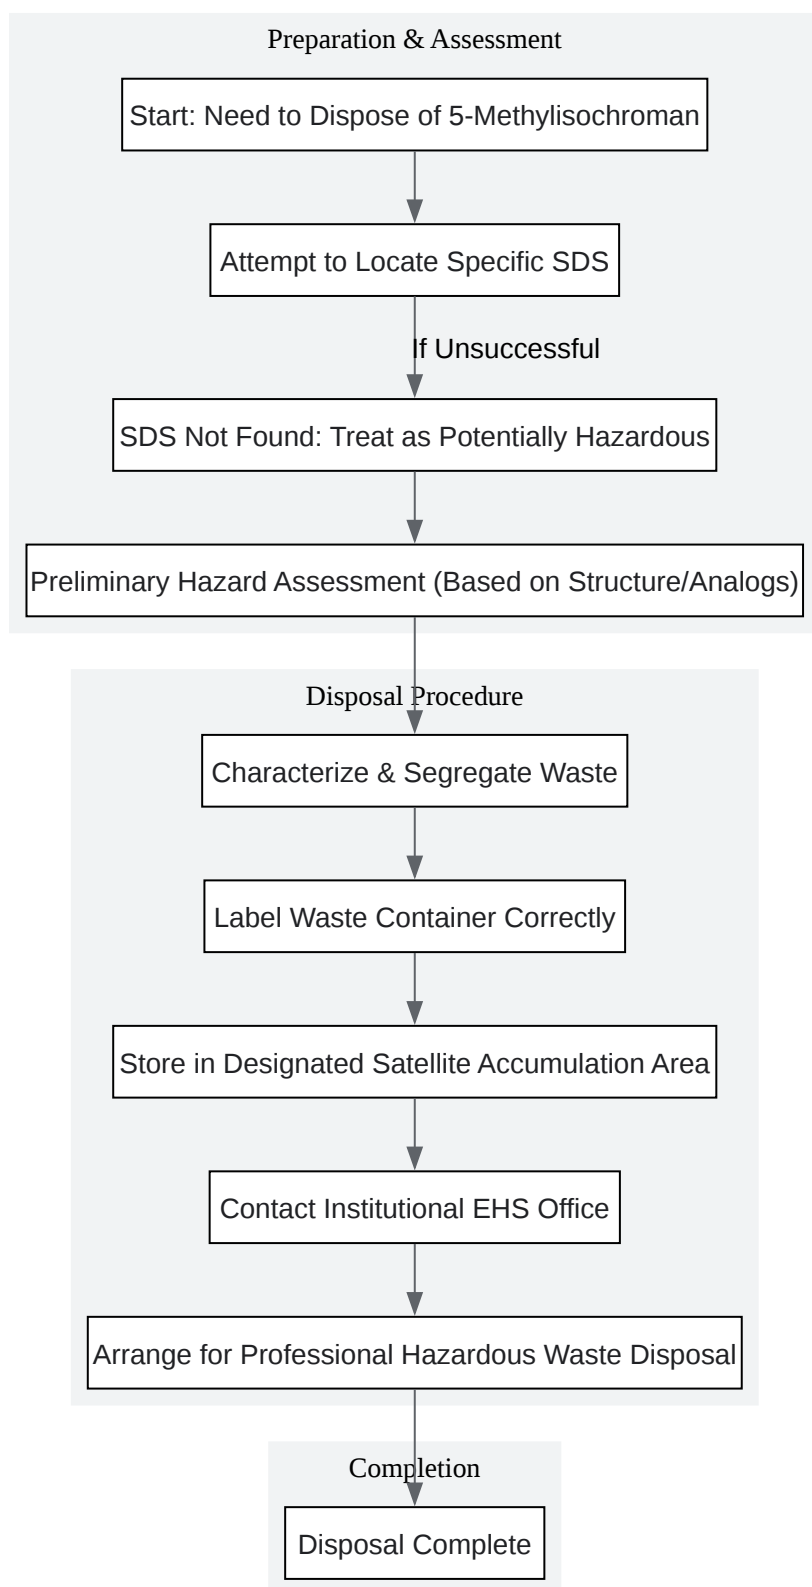 Preparation & Assessment
Start: Need to Dispose of 5-Methylisochroman
Attempt to Locate Specific SDS
If Unsuccessful
SDS Not Found: Treat as Potentially Hazardous
Preliminary Hazard Assessment (Based on Structure/Analogs)
Disposal Procedure
Characterize & Segregate Waste
Label Waste Container Correctly
Store in Designated Satellite Accumulation Area
Contact Institutional EHS Office
Arrange for Professional Hazardous Waste Disposal
Completion
Disposal Complete